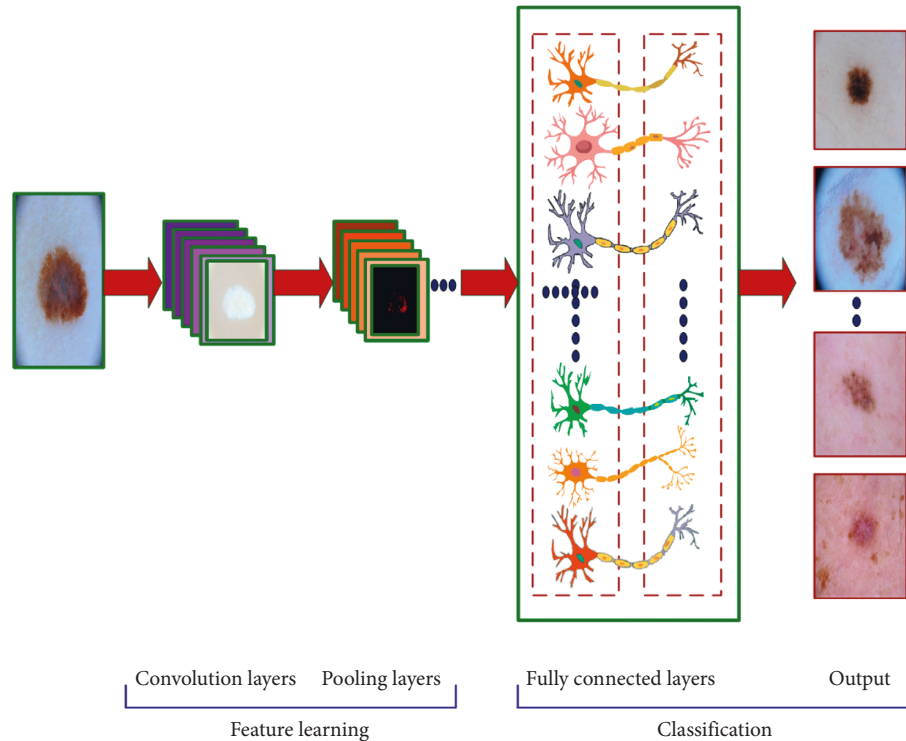 Convolution layers
Pooling layers
Fully connected layers
Output
Feature learning
Classification